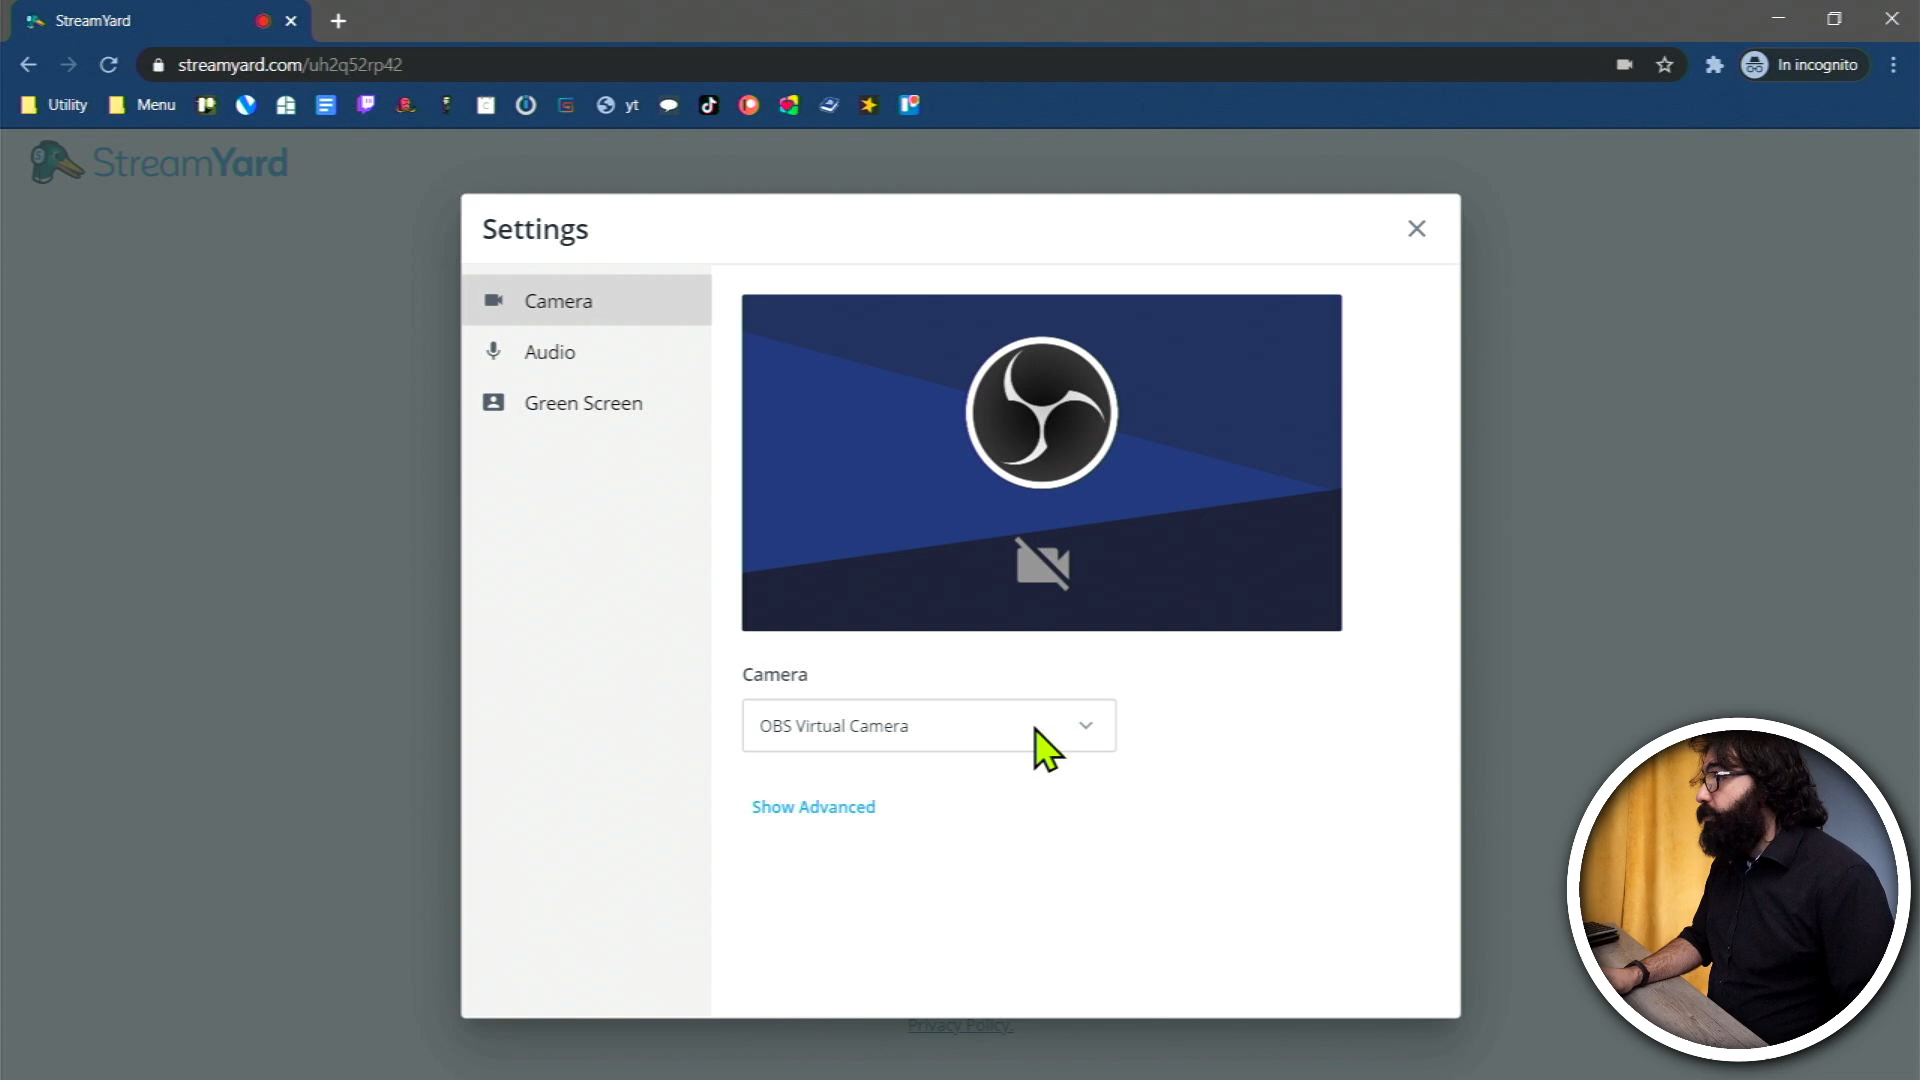 StreamYard
streamyard.com/uh2q52rp42
In incognito
Utility
Menu
yt
StreamYard
Settings
Camera
Audio
Green Screen
Camera
OBS Virtual Camera
Show Advanced
Privacy Policy.